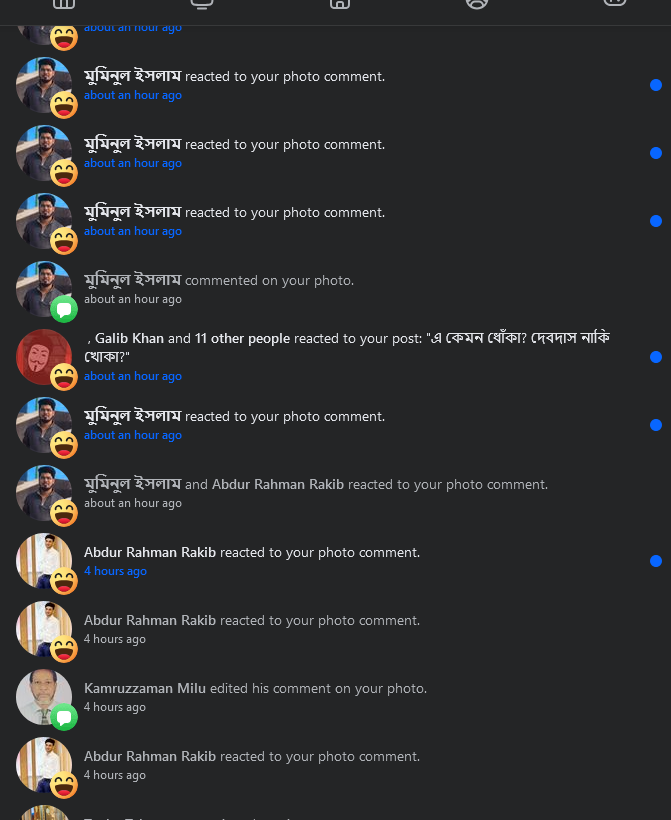 about an hour ago
মুমিনুল ইসলাম reacted to your photo comment.
about an hour ago
মুমিনুল ইসলাম reacted to your photo comment.
about an hour ago
মুমিনুল ইসলাম reacted to your photo comment.
about an hour ago
মুমিনুল ইসলাম commented on your photo.
about an hour ago
, Galib Khan and 11 other people reacted to your post: "এ কেমন ধোঁকা? দেবদাস নাকি
খোকা?"
about an hour ago
মুমিনুল ইসলাম reacted to your photo comment.
about an hour ago
মুমিনুল ইসলাম and Abdur Rahman Rakib reacted to your photo comment.
about an hour ago
Abdur Rahman Rakib reacted to your photo comment.
4 hours ago
Abdur Rahman Rakib reacted to your photo comment.
4 hours ago
Kamruzzaman Milu edited his comment on your photo.
4 hours ago
Abdur Rahman Rakib reacted to your photo comment.
4 hours ago